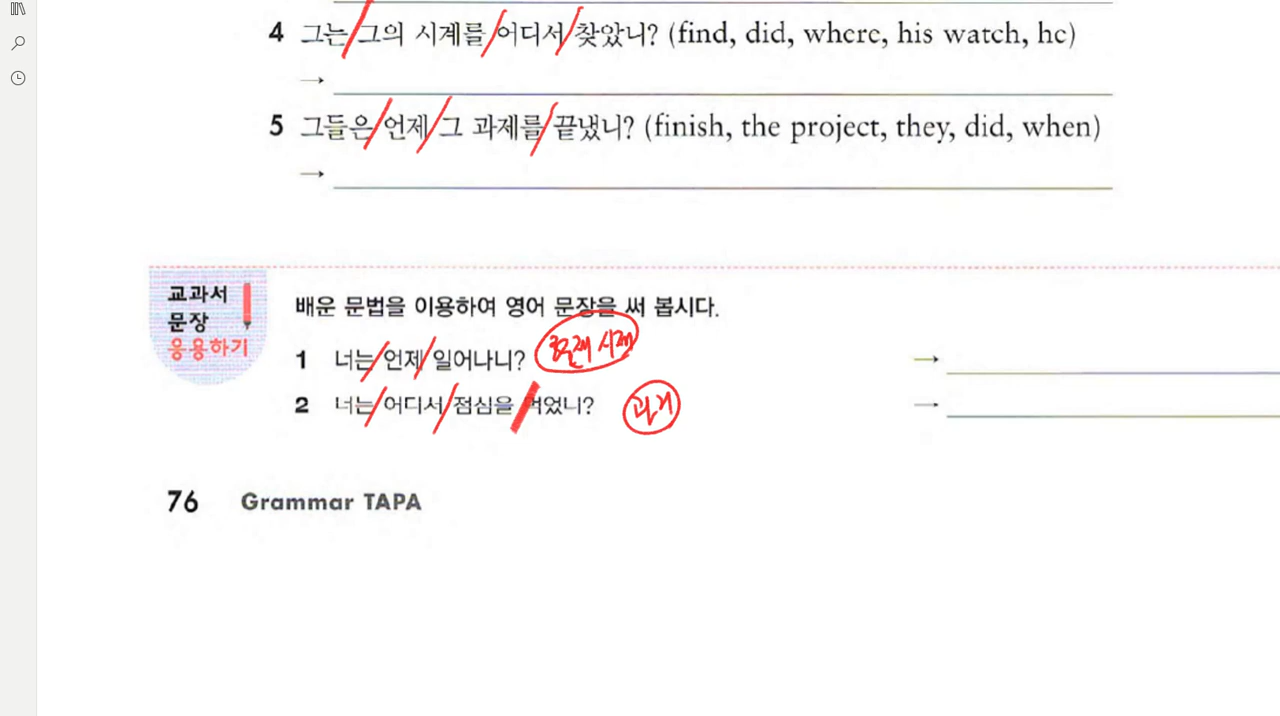 4 그는 그의 시계를 어디서 찾았니? (find, did, where, his watch, he)
→
5 그들은 언제 그 과제를 끝냈니? (finish, the project, they, did, when)
→
교과서
문장
응용하기
배운 문법을 이용하여 영어 문장을 써 봅시다.
1 너는 언제 일어나니? 현재 시제 →
2 너는 어디서 점심을 먹었니? 과거 →
76 Grammar TAPA